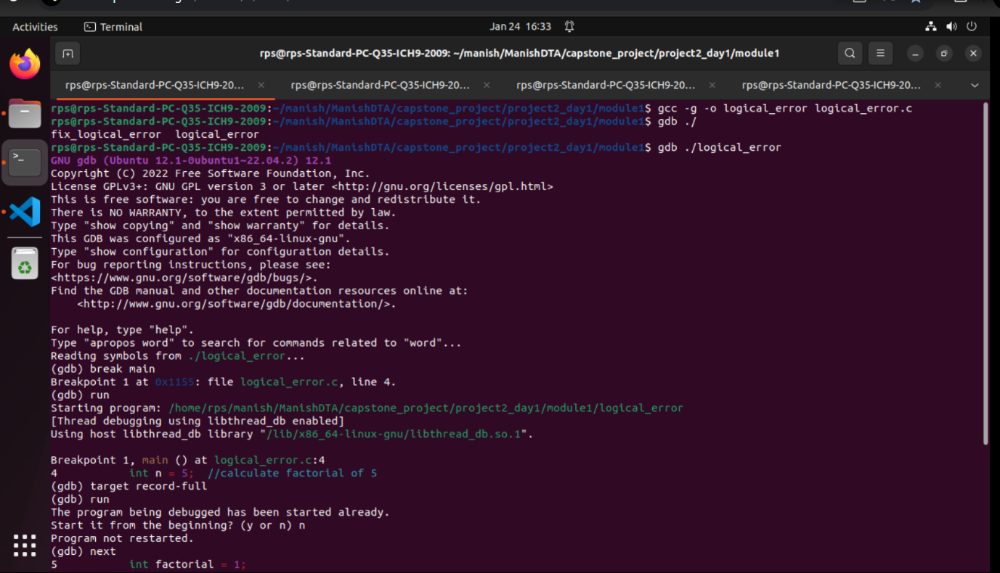 Activities
Terminal
Jan 24 16:33
rps@rps-Standard-PC-Q35-ICH9-2009: ~/manish/ManishDTA/capstone_project/project2_day1/module1
rps@rps-Standard-PC-Q35-ICH9-20...
rps@rps-Standard-PC-Q35-ICH9-20...
rps@rps-Standard-PC-Q35-ICH9-20...
rps@rps-Standard-PC-Q35-ICH9-20...
rps@rps-Standard-PC-Q35-ICH9-2009:~/manish/ManishDTA/capstone_project/project2_day1/module1$ gcc -g -o logical_error logical_error.c
rps@rps-Standard-PC-Q35-ICH9-2009:~/manish/ManishDTA/capstone_project/project2_day1/module1$ gdb ./
fix_logical_error  logical_error
rps@rps-Standard-PC-Q35-ICH9-2009:~/manish/ManishDTA/capstone_project/project2_day1/module1$ gdb ./logical_error
GNU gdb (Ubuntu 12.1-0ubuntu1~22.04.2) 12.1
Copyright (C) 2022 Free Software Foundation, Inc.
License GPLv3+: GNU GPL version 3 or later <http://gnu.org/licenses/gpl.html>
This is free software: you are free to change and redistribute it.
There is NO WARRANTY, to the extent permitted by law.
Type "show copying" and "show warranty" for details.
This GDB was configured as "x86_64-linux-gnu".
Type "show configuration" for configuration details.
For bug reporting instructions, please see:
<https://www.gnu.org/software/gdb/bugs/>.
Find the GDB manual and other documentation resources online at:
    <http://www.gnu.org/software/gdb/documentation/>.
For help, type "help".
Type "apropos word" to search for commands related to "word"...
Reading symbols from ./logical_error...
(gdb) break main
Breakpoint 1 at 0x1155: file logical_error.c, line 4.
(gdb) run
Starting program: /home/rps/manish/ManishDTA/capstone_project/project2_day1/module1/logical_error
[Thread debugging using libthread_db enabled]
Using host libthread_db library "/lib/x86_64-linux-gnu/libthread_db.so.1".
Breakpoint 1, main () at logical_error.c:4
4           int n = 5;  //calculate factorial of 5
(gdb) target record-full
(gdb) run
The program being debugged has been started already.
Start it from the beginning? (y or n) n
Program not restarted.
(gdb) next
5           int factorial = 1;